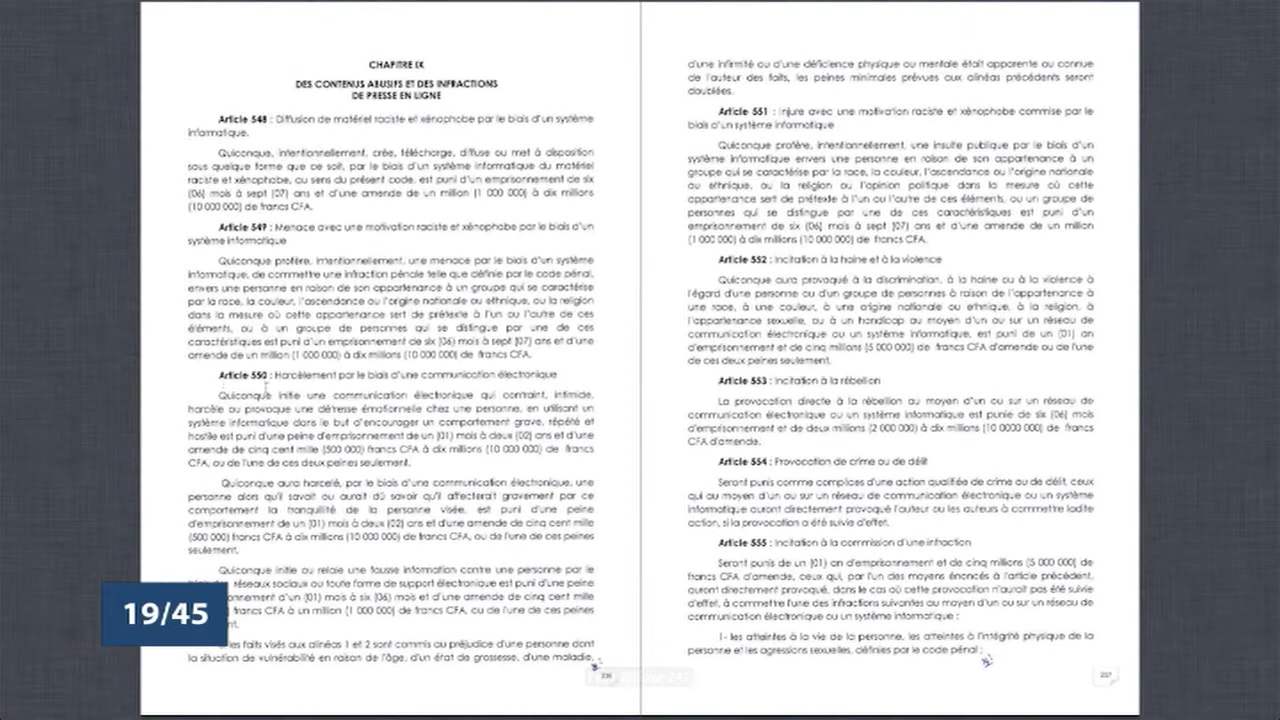 CHAPITRE IX
DES CONTENUS ABUSIFS ET DES INFRACTIONS
DE PRESSE EN LIGNE
Article 548 : Diffusion de matériel raciste et xénophobe par le biais d'un système
informatique.
Quiconque, intentionnellement, crée, télécharge, diffuse ou met à disposition
sous quelque forme que ce soit, par le biais d'un système informatique du matériel
raciste et xénophobe, au sens du présent code, est puni d'un emprisonnement de six
(06) mois à sept (07) ans et d'une amende de un million (1 000 000) à dix millions
(10 000 000) de francs CFA.
Article 549 : Menace avec une motivation raciste et xénophobe par le biais d'un
système informatique
Quiconque profère, intentionnellement, une menace par le biais d'un système
informatique, de commettre une infraction pénale telle que définie par le code pénal,
envers une personne en raison de son appartenance à un groupe qui se caractérise
par la race, la couleur, l'ascendance ou l'origine nationale ou ethnique, ou la religion
dans la mesure où cette appartenance sert de prétexte à l'un ou l'autre de ces
éléments, ou à un groupe de personnes qui se distingue par une de ces
caractéristiques est puni d'un emprisonnement de six (06) mois à sept (07) ans et d'une
amende de un million (1 000 000) à dix millions (10 000 000) de francs CFA.
Article 550 : Harcèlement par le biais d'une communication électronique
Quiconque initie une communication électronique qui contraint, intimide,
harcèle ou provoque une détresse émotionnelle chez une personne, en utilisant un
système informatique dans le but d'encourager un comportement grave, répété et
hostile est puni d'une peine d'emprisonnement de un (01) mois à deux (02) ans et d'une
amende de cinq cent mille (500 000) francs CFA à dix millions (10 000 000) de francs
CFA, ou de l'une de ces deux peines seulement.
Quiconque aura harcelé, par le biais d'une communication électronique, une
personne alors qu'il savait ou aurait dû savoir qu'il affecterait gravement par ce
comportement la tranquillité de la personne visée, est puni d'une peine
d'emprisonnement de un (01) mois à deux (02) ans et d'une amende de cinq cent mille
(500 000) francs CFA à dix millions (10 000 000) de francs CFA, ou de l'une de ces peines
seulement.
Quiconque initie ou relaie une fausse information contre une personne par le
réseaux sociaux ou toute forme de support électronique est puni d'une peine
d'un (01) mois à six (06) mois et d'une amende de cinq cent mille
francs CFA à un million (1 000 000) de francs CFA, ou de l'une de ces peines
les faits visés aux alinéas 1 et 2 sont commis au préjudice d'une personne dont
la situation de vulnérabilité en raison de l'âge, d'un état de grossesse, d'une maladie,
19/45
d'une infirmité ou d'une déficience physique ou mentale était apparente ou connue
de l'auteur des faits, les peines minimales prévues aux alinéas précédents seront
doublées.
Article 551 : Injure avec une motivation raciste et xénophobe commise par le
biais d'un système informatique
Quiconque profère, intentionnellement, une insulte publique par le biais d'un
système informatique envers une personne en raison de son appartenance à un
groupe qui se caractérise par la race, la couleur, l'ascendance ou l'origine nationale
ou ethnique, ou la religion ou l'opinion politique dans la mesure où cette
appartenance sert de prétexte à l'un ou l'autre de ces éléments, ou un groupe de
personnes qui se distingue par une de ces caractéristiques est puni d'un
emprisonnement de six (06) mois à sept (07) ans et d'une amende d'un million
(1 000 000) à dix millions (10 000 000) de francs CFA.
Article 552 : Incitation à la haine et à la violence
Quiconque aura provoqué à la discrimination, à la haine ou à la violence à
l'égard d'une personne ou d'un groupe de personnes à raison de l'appartenance à
une race, à une couleur, à une origine nationale ou ethnique, à la religion, à
l'appartenance sexuelle, ou à un handicap au moyen d'un ou sur un réseau de
communication électronique ou un système informatique, est puni de un (01) an
d'emprisonnement et de cinq millions (5 000 000) de francs CFA d'amende ou de l'une
de ces deux peines seulement.
Article 553 : Incitation à la rébellion
La provocation directe à la rébellion au moyen d'un ou sur un réseau de
communication électronique ou un système informatique est punie de six (06) mois
d'emprisonnement et de deux millions (2 000 000) à dix millions (10 000000) de francs
CFA d'amende.
Article 554 : Provocation de crime ou de délit
Seront punis comme complices d'une action qualifiée de crime ou de délit, ceux
qui au moyen d'un ou sur un réseau de communication électronique ou un système
informatique auront directement provoqué l'auteur ou les auteurs à commettre ladite
action, si la provocation a été suivie d'effet.
Article 555 : Incitation à la commission d'une infraction
Seront punis de un (01) an d'emprisonnement et de cinq millions (5 000 000) de
francs CFA d'amende, ceux qui, par l'un des moyens énoncés à l'article précédent,
auront directement provoqué, dans le cas où cette provocation n'aurait pas été suivie
d'effet, à commettre l'une des infractions suivantes au moyen d'un ou sur un réseau de
communication électronique ou un système informatique :
1- les atteintes à la vie de la personne, les atteintes à l'intégrité physique de la
personne et les agressions sexuelles, définies par le code pénal ;